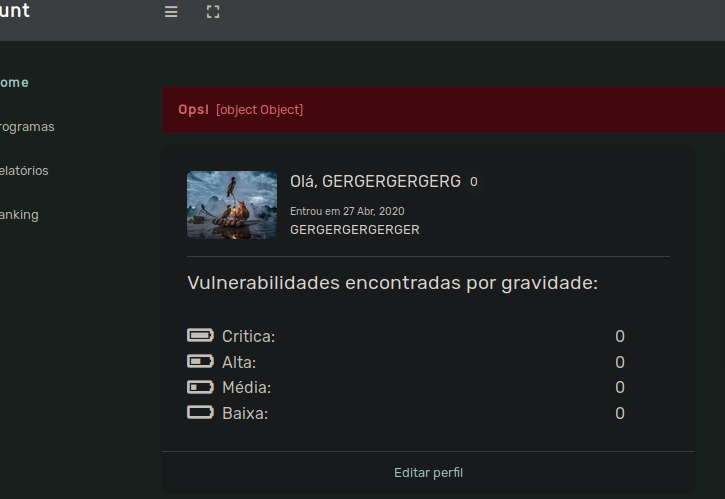 unt
ome
rogramas
elatórios
anking
Ops! [object Object]
Olá, GERGERGERGERG 0
Entrou em 27 Abr, 2020
GERGERGERGERGER
Vulnerabilidades encontradas por gravidade:
Critica: 0
Alta: 0
Média: 0
Baixa: 0
Editar perfil